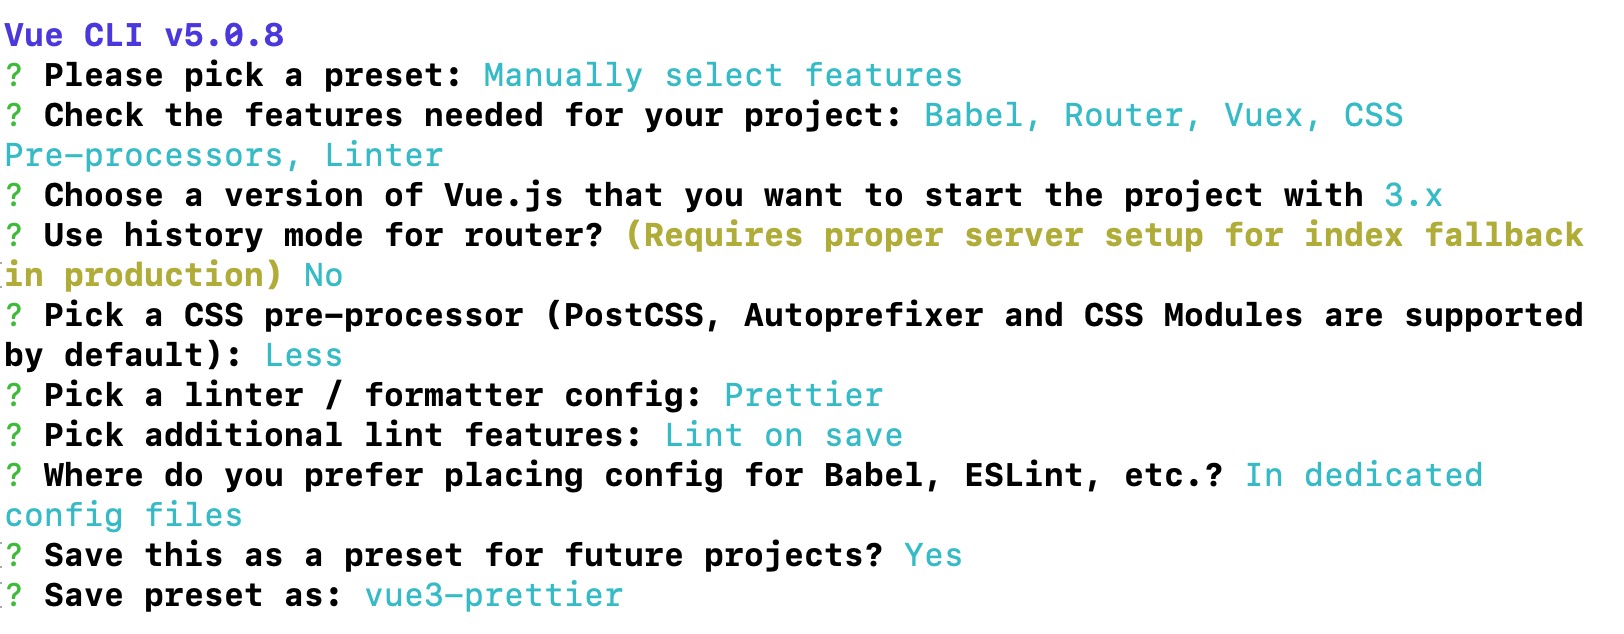 Vue CLI v5.0.8
? Please pick a preset: Manually select features
? Check the features needed for your project: Babel, Router, Vuex, CSS
Pre-processors, Linter
? Choose a version of Vue.js that you want to start the project with 3.x
? Use history mode for router? (Requires proper server setup for index fallback
in production) No
? Pick a CSS pre-processor (PostCSS, Autoprefixer and CSS Modules are supported
by default): Less
? Pick a linter / formatter config: Prettier
? Pick additional lint features: Lint on save
? Where do you prefer placing config for Babel, ESLint, etc.? In dedicated
config files
? Save this as a preset for future projects? Yes
? Save preset as: vue3-prettier